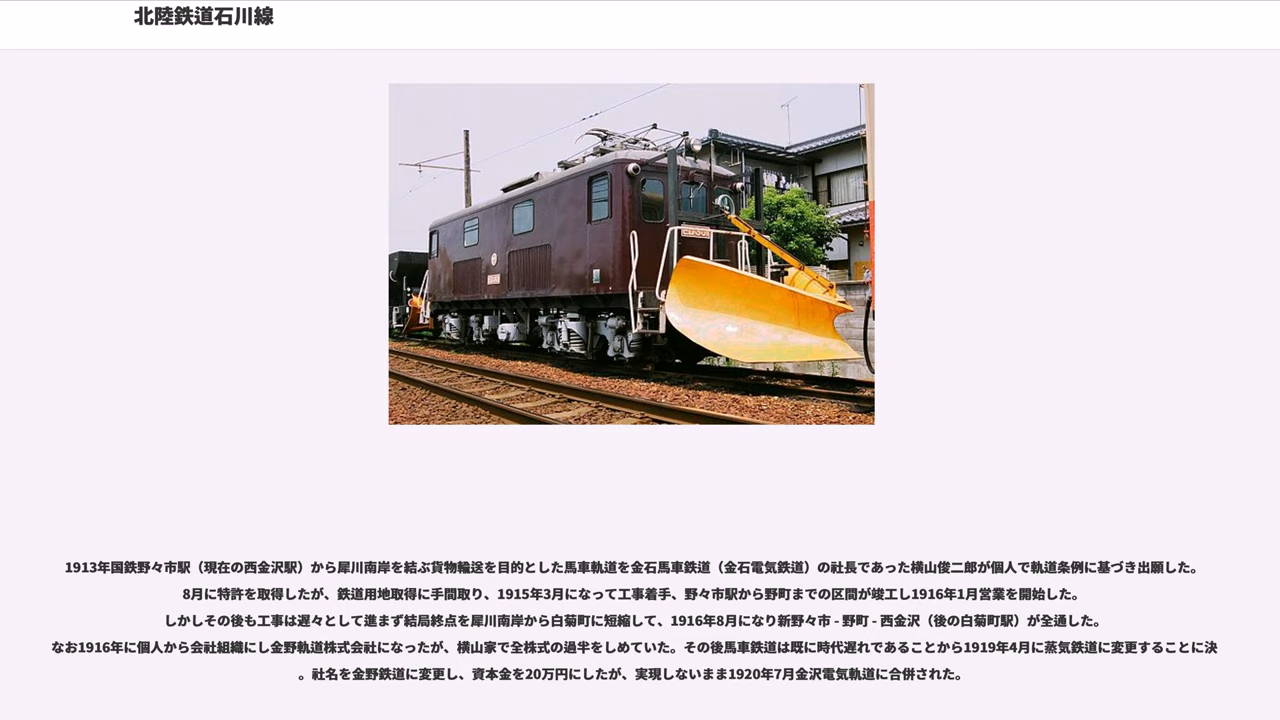 北陸鉄道石川線
1913年国鉄野々市駅（現在の西金沢駅）から犀川南岸を結ぶ貨物輸送を目的とした馬車軌道を金石馬車鉄道（金石電気鉄道）の社長であった横山俊二郎が個人で軌道条例に基づき出願した。
8月に特許を取得したが、鉄道用地取得に手間取り、1915年3月になって工事着手、野々市駅から野町までの区間が竣工し1916年1月営業を開始した。
しかしその後も工事は遅々として進まず結局終点を犀川南岸から白菊町に短縮して、1916年8月になり新野々市 - 野町 - 西金沢（後の白菊町駅）が全通した。
なお1916年に個人から会社組織にし金野軌道株式会社になったが、横山家で全株式の過半をしめていた。その後馬車鉄道は既に時代遅れであることから1919年4月に蒸気鉄道に変更することに決
。社名を金野鉄道に変更し、資本金を20万円にしたが、実現しないまま1920年7月金沢電気軌道に合併された。